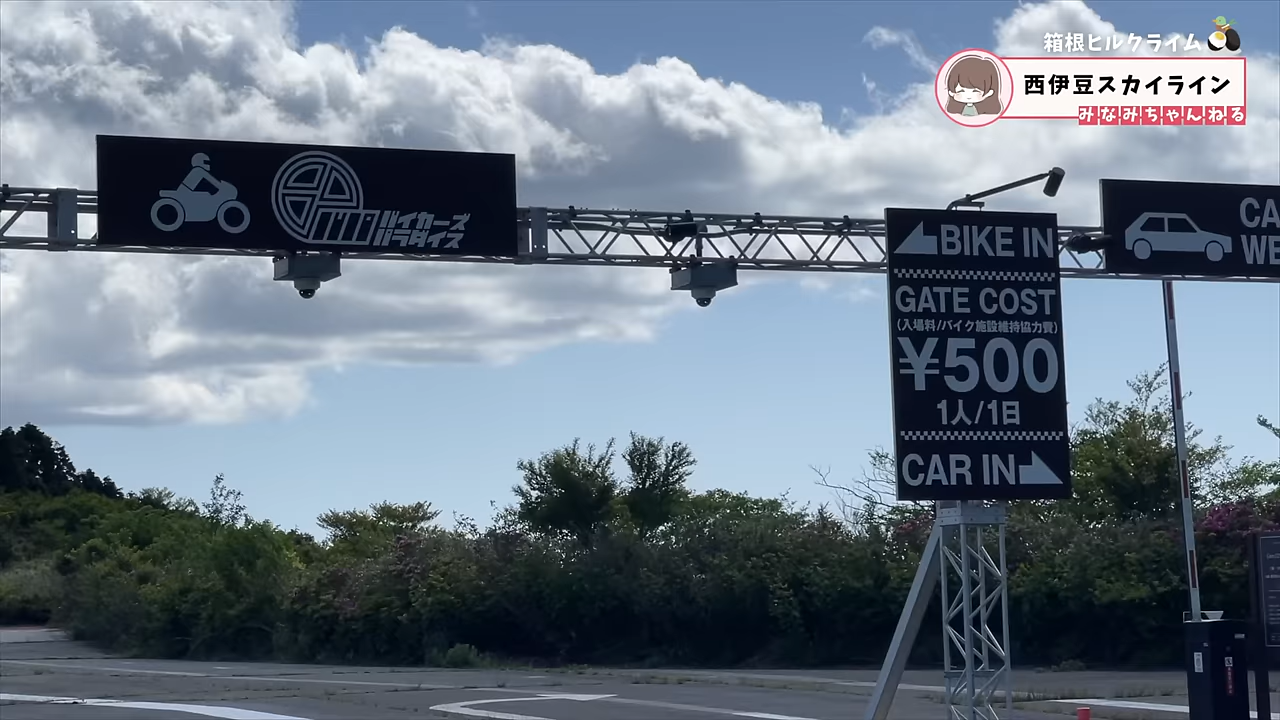 箱根ヒルクライム
西伊豆スカイライン
みなみちゃんねる
バイカーズ
パラダイス
BIKE IN
GATE COST
(入場料/バイク施設維持協力費)
¥500
1人/1日
CAR IN
CA
WE